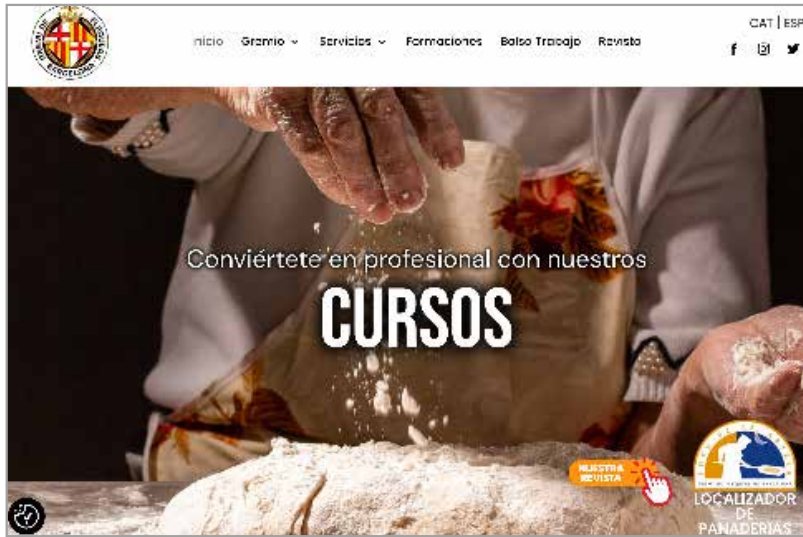 CAT | ESP
Inicio Gremio Servicios Formaciones Bolsa Trabajo Revista
Conviértete en profesional con nuestros
CURSOS
NUESTRA
REVISTA
LOCALIZADOR
DE
PANADERIAS